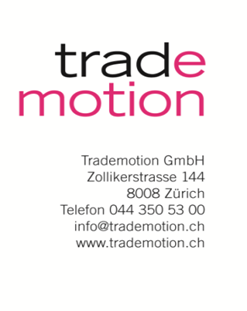 trade
motion
Trademotion GmbH
Zollikerstrasse 144
8008 Zürich
Telefon 044 350 53 00
info@trademotion.ch
www.trademotion.ch